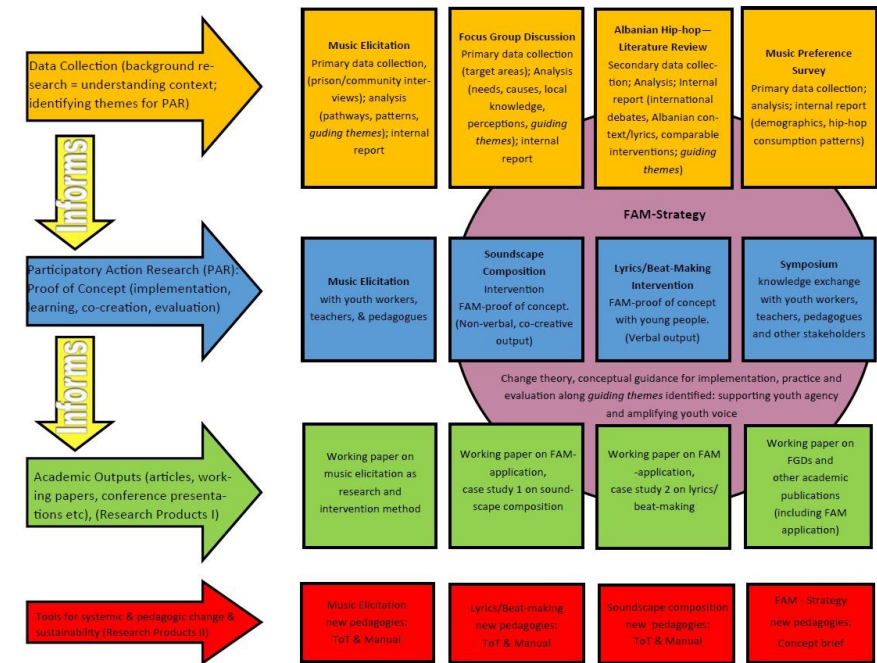 Data Collection (background re-
search = understanding context;
identifying themes for PAR)
Music Elicitation
Primary data collection,
(prison/community inter-
views); analysis
(pathways, patterns,
guding themes); internal
report
Focus Group Discussion
Primary data collection
(target areas); Analysis
(needs, causes, local
knowledge,
perceptions, guiding
themes); internal
report
Albanian Hip-hop—
Literature Review
Secondary data collec-
tion; Analysis; Internal
report (international
debates, Albanian con-
text/lyrics, comparable
interventions; guiding
themes)
Music Preference
Survey
Primary data collection;
analysis; internal report
(demographics, hip-hop
consumption patterns)
Informs
FAM-Strategy
Participatory Action Research (PAR):
Proof of Concept (implementation,
learning, co-creation, evaluation)
Music Elicitation
with youth workers,
teachers, & pedagogues
Soundscape
Composition
Intervention
FAM-proof of concept.
(Non-verbal, co-creative
output)
Lyrics/Beat-Making
Intervention
FAM-proof of concept
with young people.
(Verbal output)
Symposium
knowledge exchange
with youth workers,
teachers, pedagogues
and other stakeholders
Informs
Change theory, conceptual guidance for implementation, practice and
evaluation along guiding themes identified: supporting youth agency
and amplifying youth voice
Academic Outputs (articles, work-
ing papers, conference presenta-
tions etc), (Research Products I)
Working paper on
music elicitation as
research and
intervention method
Working paper on FAM-
application,
case study 1 on sound-
scape composition
Working paper on FAM
-application,
case study 2 on lyrics/
beat-making
Working paper on
FGDs and
other academic
publications
(including FAM
application)
Tools for systemic & pedagogic change &
sustainability (Research Products II)
Music Elicitation
new pedagogies:
ToT & Manual
Lyrics/Beat-making
new pedagogies:
ToT & Manual
Soundscape composition
new pedagogies:
ToT & Manual
FAM - Strategy
new pedagogies;
Concept brief